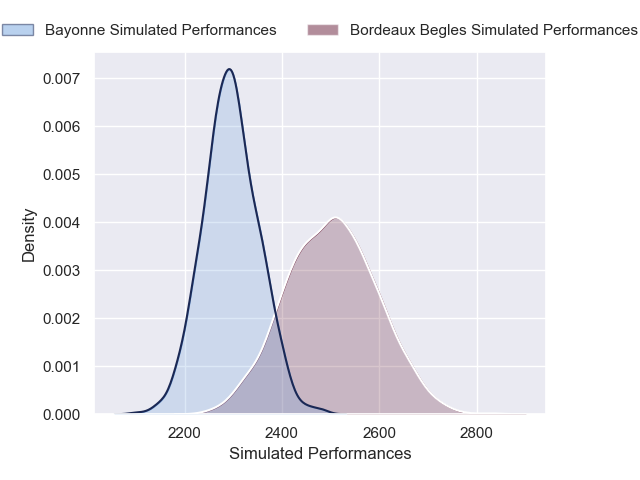 Bayonne Simulated Performances
Bordeaux Begles Simulated Performances
0.007
0.006
0.005
0.004
0.003
0.002
0.001
0.000
Density
2200 2400 2600 2800
Simulated Performances